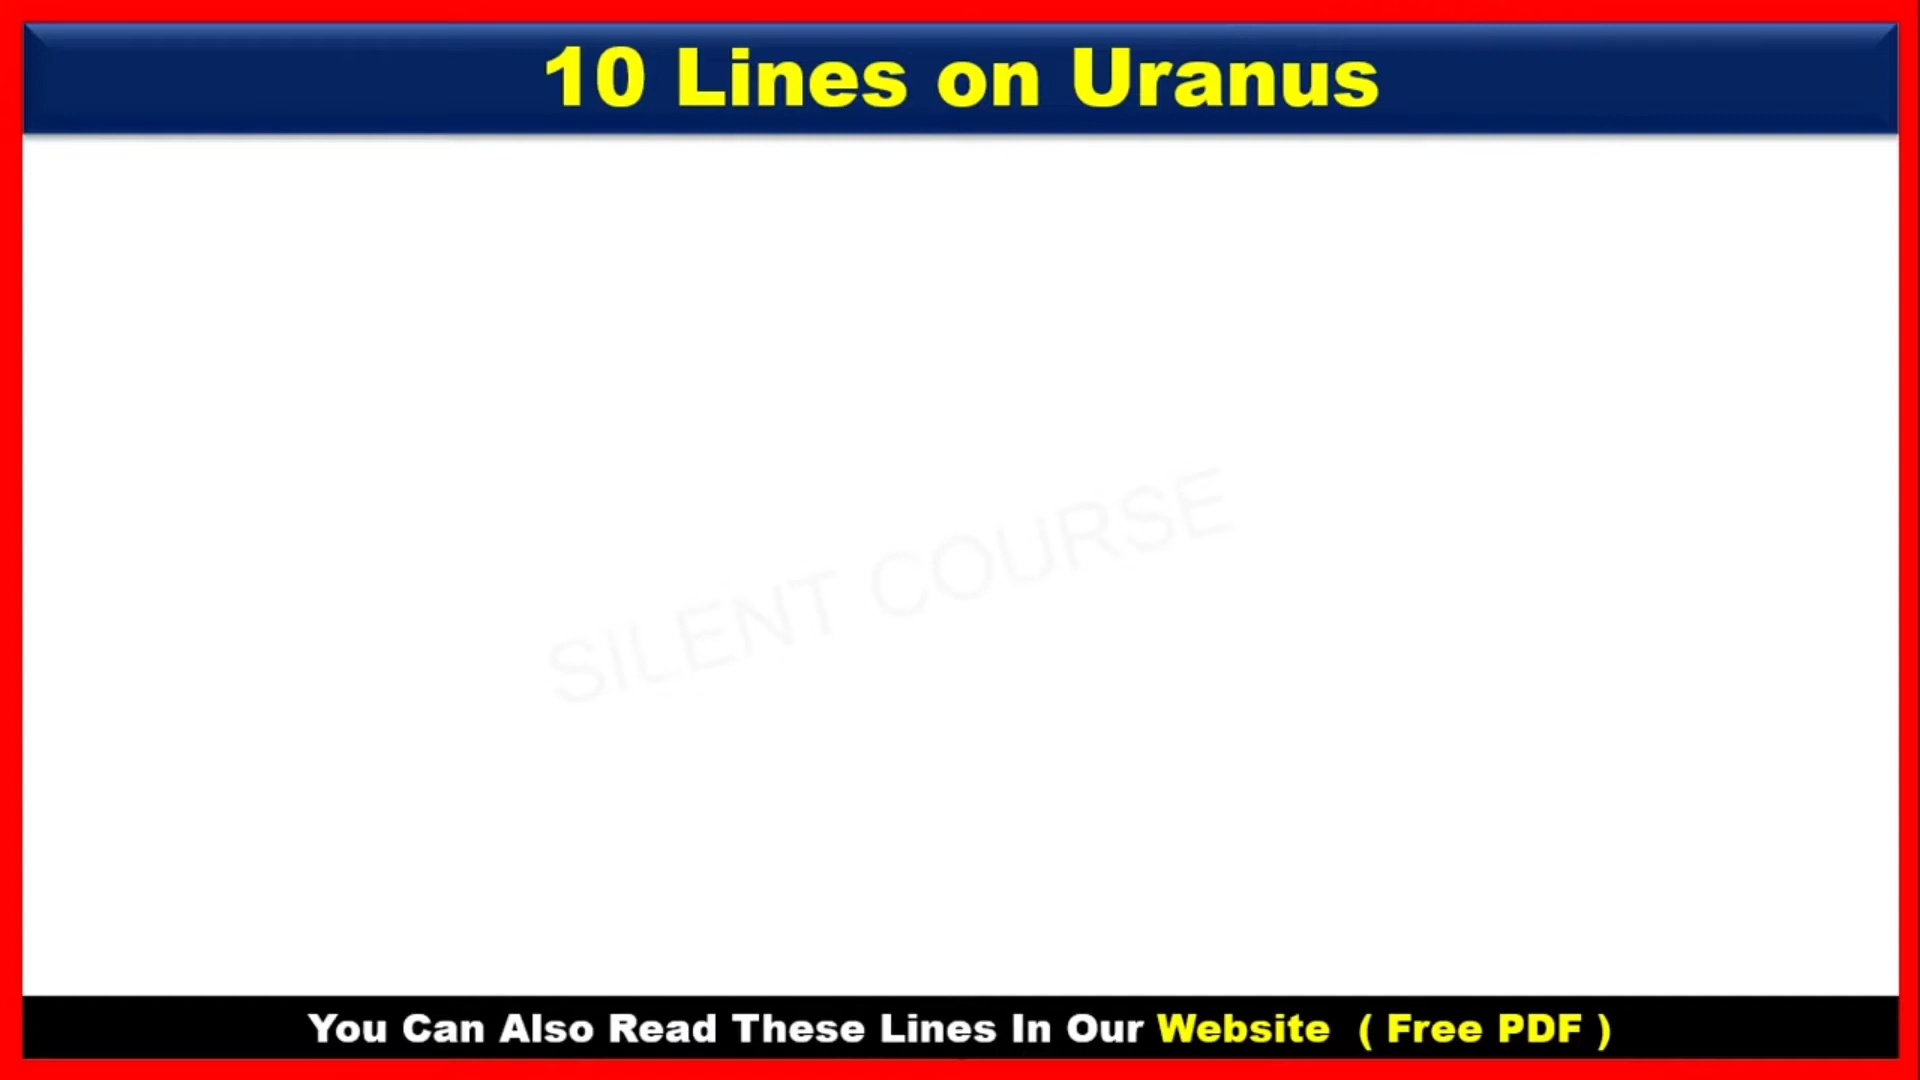 10 Lines on Uranus
SILENT COURSE
You Can Also Read These Lines In Our Website ( Free PDF )